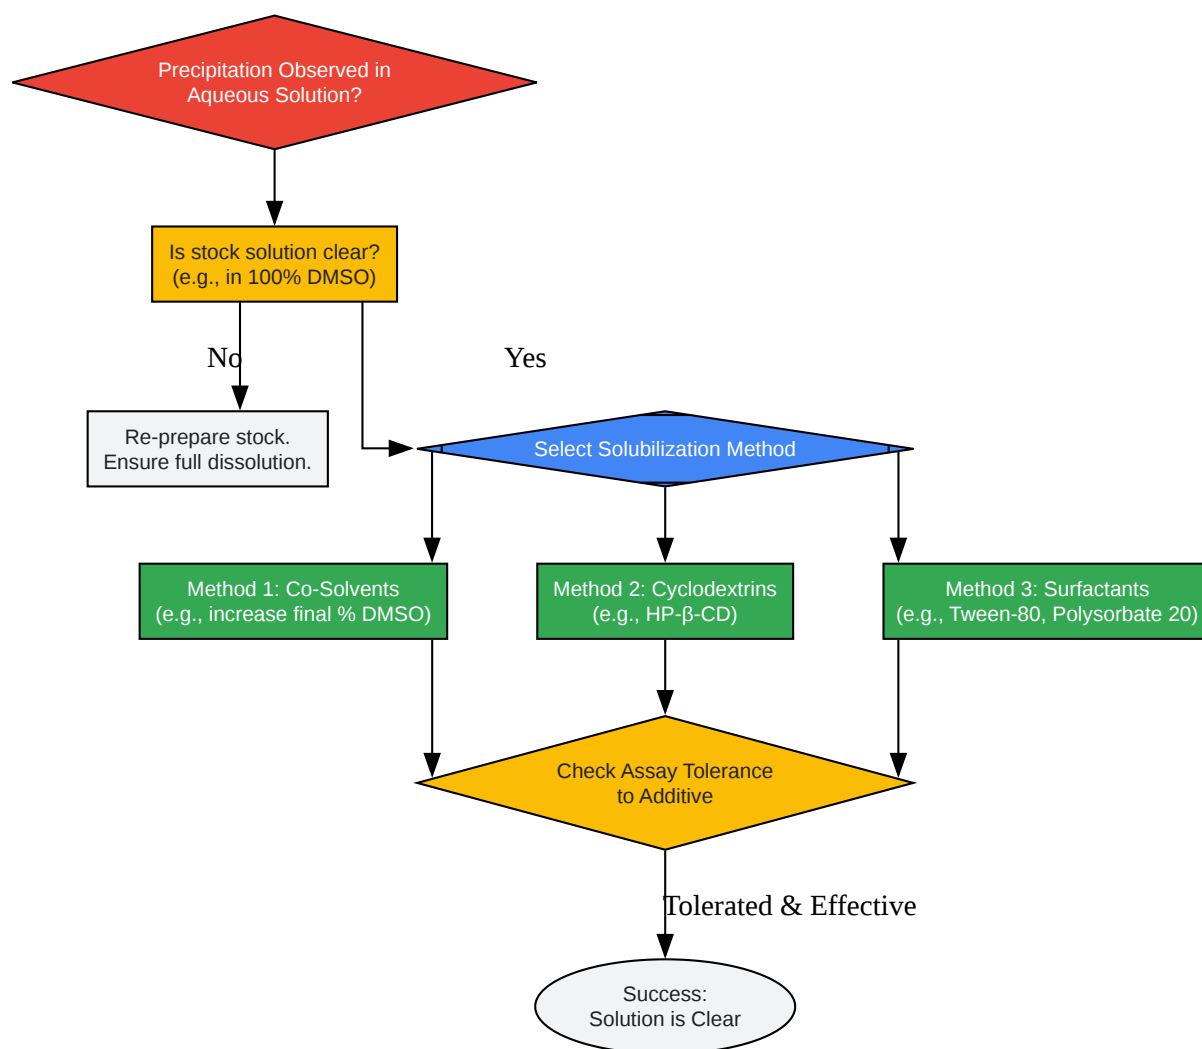 Precipitation Observed in
Aqueous Solution?
Is stock solution clear?
(e.g., in 100% DMSO)
No
Yes
Re-prepare stock.
Ensure full dissolution.
Select Solubilization Method
Method 1: Co-Solvents
(e.g., increase final % DMSO)
Method 2: Cyclodextrins
(e.g., HP-β-CD)
Method 3: Surfactants
(e.g., Tween-80, Polysorbate 20)
Check Assay Tolerance
to Additive
Tolerated & Effective
Success:
Solution is Clear